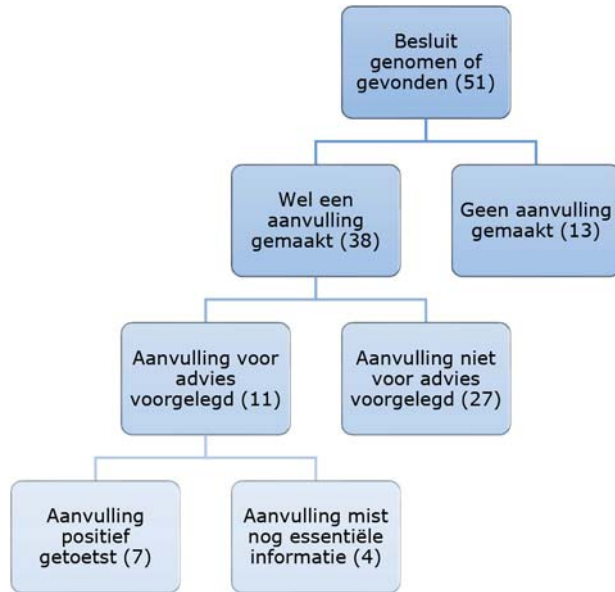 Besluit
genomen of
gevonden (51)
Wel een
aanvulling
gemaakt (38)
Geen aanvulling
gemaakt (13)
Aanvulling voor
advies
voorgelegd (11)
Aanvulling niet
voor advies
voorgelegd (27)
Aanvulling
positief
getoetst (7)
Aanvulling mist
nog essentiële
informatie (4)